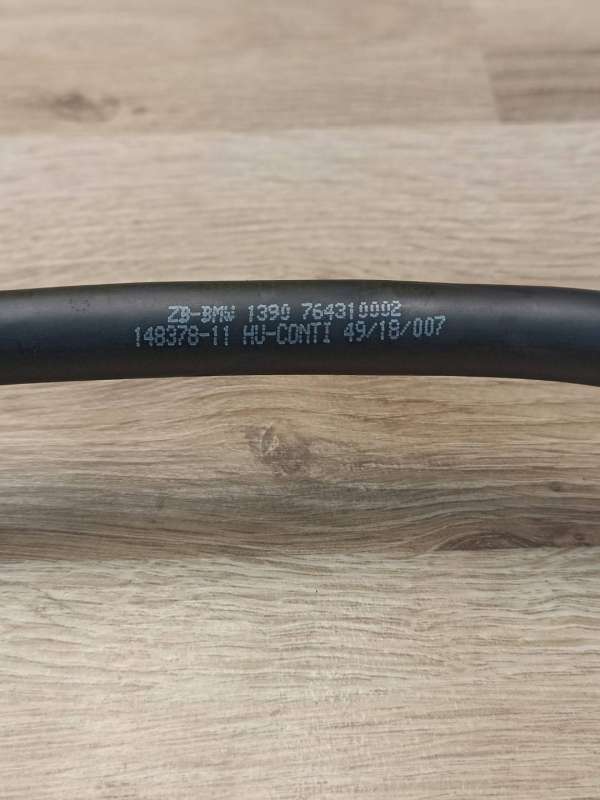 ZB-BMW 1390 764310002
148378-11 HU-CONTI 49/18/007